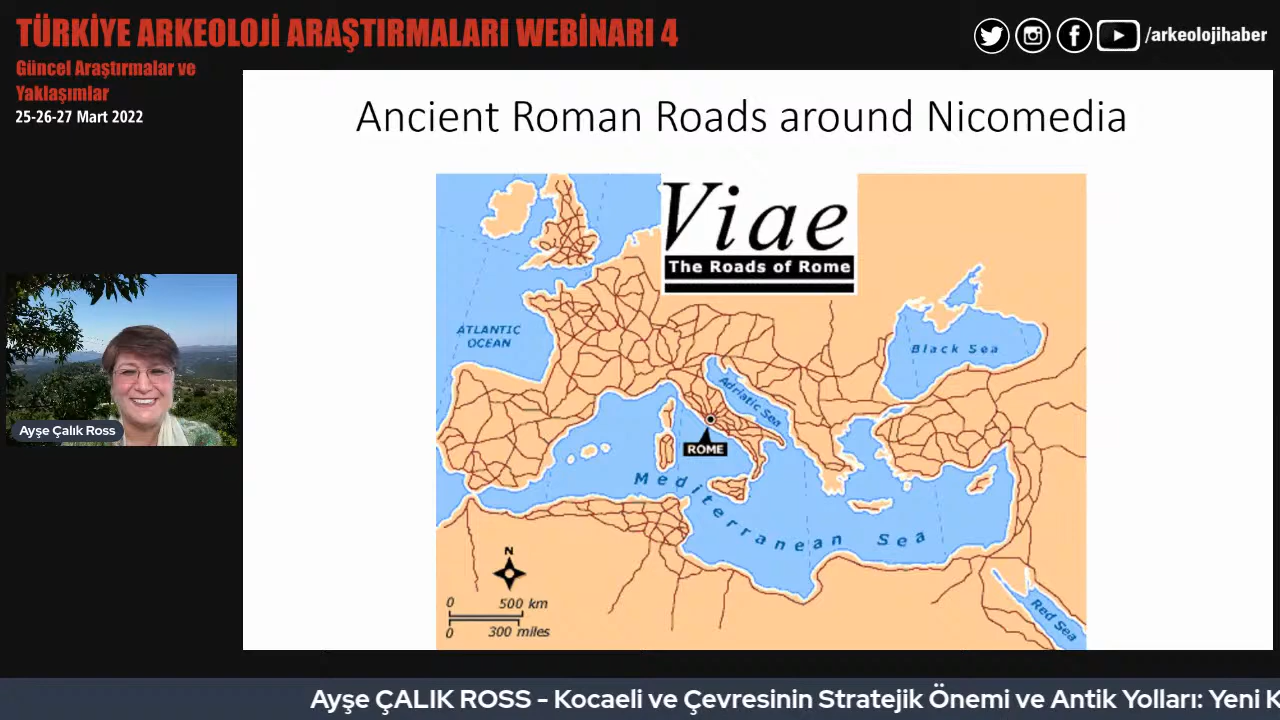 TÜRKİYE ARKEOLOJİ ARAŞTIRMALARI WEBİNARI 4
Güncel Araştırmalar ve
Yaklaşımlar
25-26-27 Mart 2022
/arkeolojihaber
Ancient Roman Roads around Nicomedia
Viae
The Roads of Rome
ATLANTIC
OCEAN
Black Sea
Adriatic Sea
ROME
Mediterranean Sea
Red Sea
N
0 500 km
0 300 miles
Ayşe Çalık Ross
Ayşe ÇALIK ROSS - Kocaeli ve Çevresinin Stratejik Önemi ve Antik Yolları: Yeni K